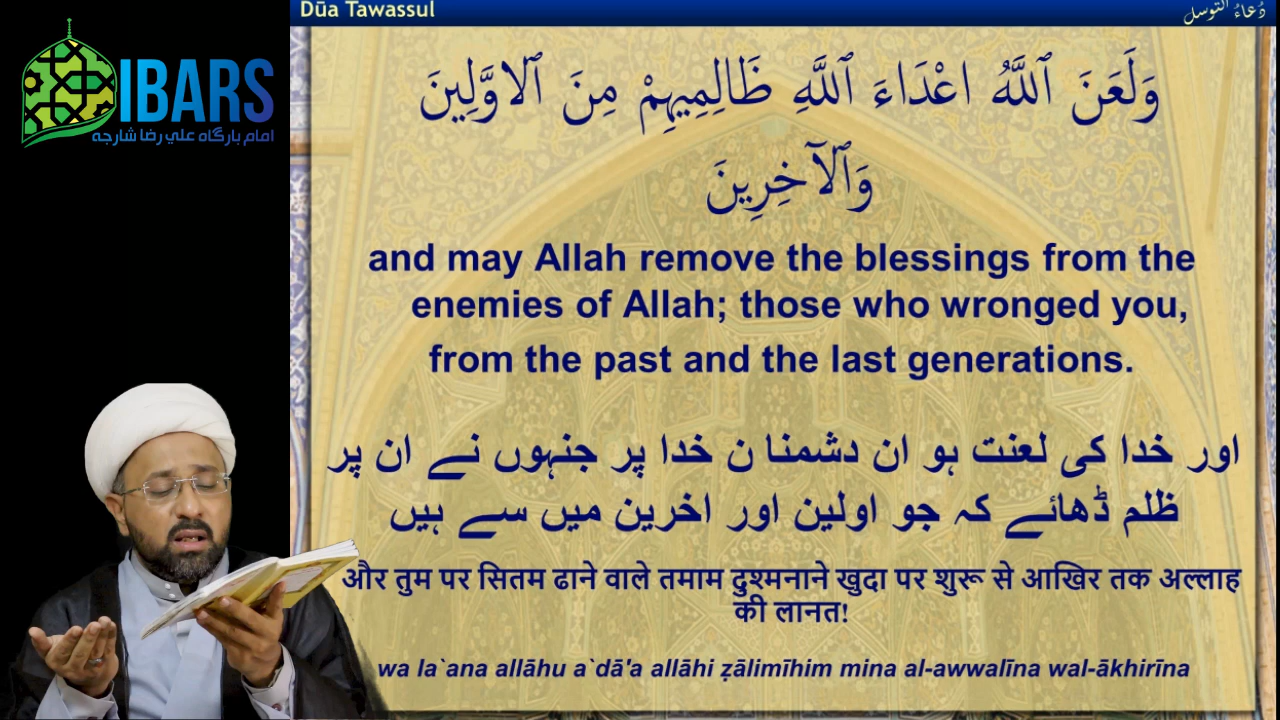 Dūa Tawassul
دُعَاءُ التوسل
IBARS
امام بارگاه علي رضا شارجه
وَلَعَنَ ٱللَّهُ اعْدَاءَ ٱللَّهِ ظَالِمِيهِمْ مِنَ ٱلاوَّلِينَ
وَٱلآخِرِينَ
and may Allah remove the blessings from the
enemies of Allah; those who wronged you,
from the past and the last generations.
اور خدا کی لعنت ہو ان دشمنا ن خدا پر جنہوں نے ان پر
ظلم ڈھائے کہ جو اولین اور اخرین میں سے ہیں
और तुम पर सितम ढाने वाले तमाम दुश्मनाने खुदा पर शुरू से आखिर तक अल्लाह
की लानत!
wa la`ana allāhu a`dā'a allāhi ẓālimīhim mina al-awwalīna wal-ākhirīna